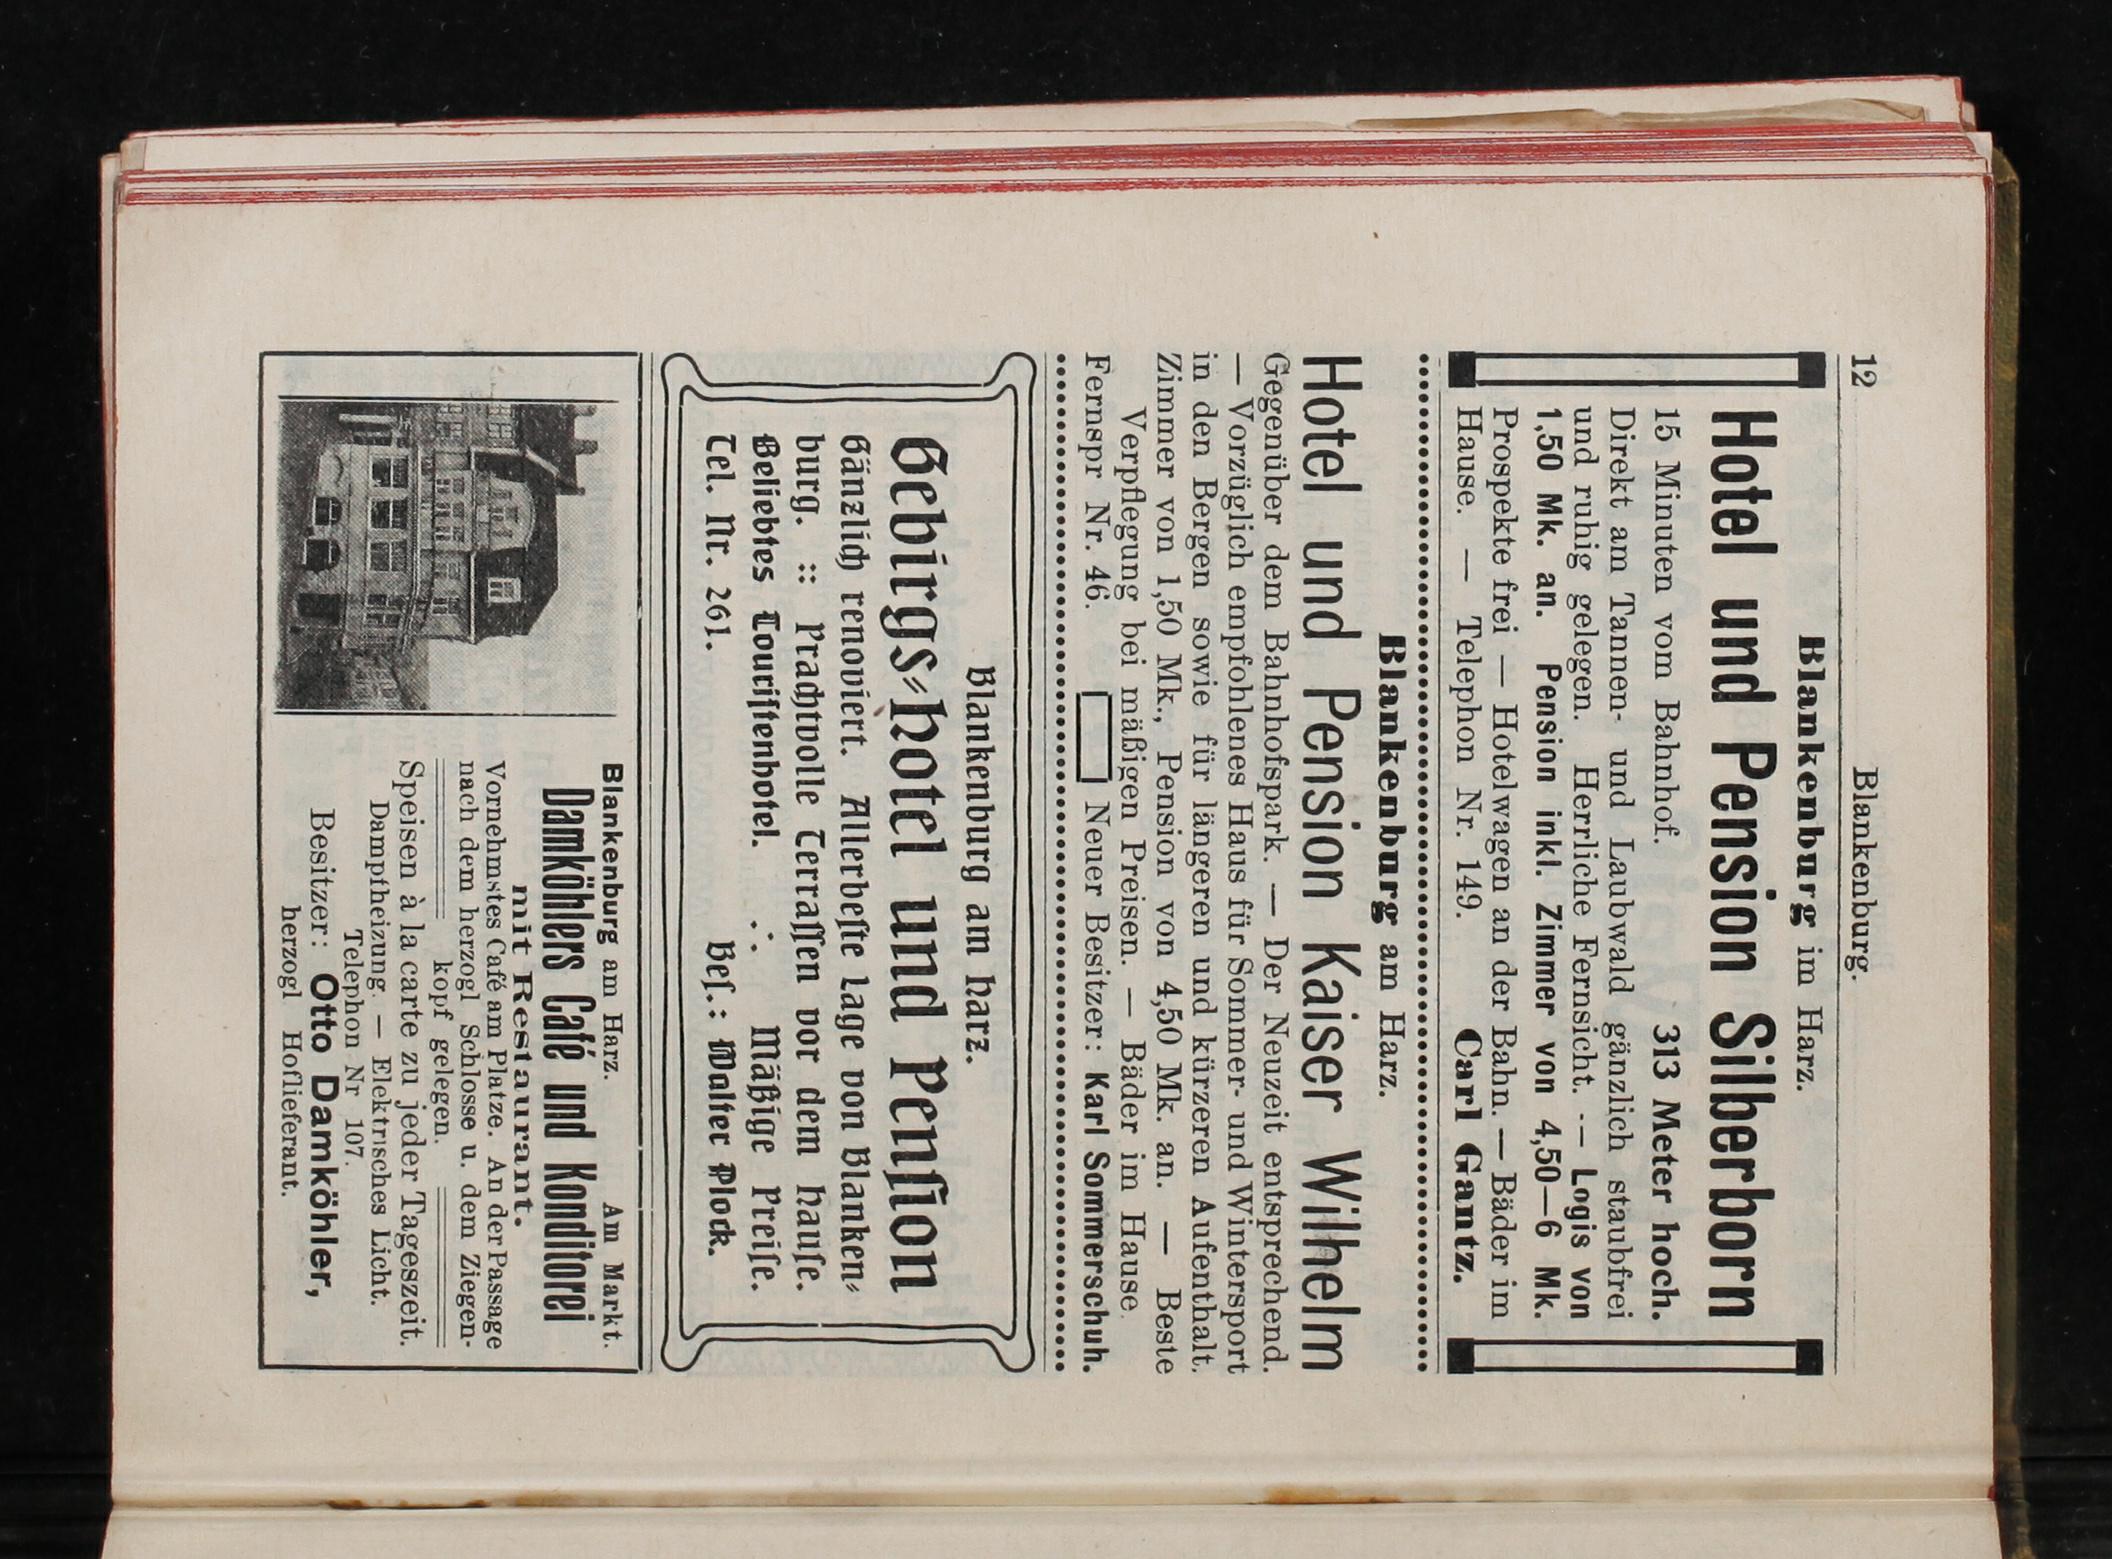 12
Blankenburg.
Blankenburg im Harz.
Hotel und Pension Silberborn
15 Minuten vom Bahnhof. 313 Meter hoch.
Direkt am Tannen- und Laubwald gänzlich staubfrei
und ruhig gelegen. Herrliche Fernsicht. -- Logis von
1,50 Mk. an. Pension inkl. Zimmer von 4,50—6 Mk.
Prospekte frei — Hotelwagen an der Bahn. — Bäder im
Hause. — Telephon Nr. 149. Carl Gantz.
Blankenburg am Harz.
Hotel und Pension Kaiser Wilhelm
Gegenüber dem Bahnhofspark. — Der Neuzeit entsprechend.
— Vorzüglich empfohlenes Haus für Sommer- und Wintersport
in den Bergen sowie für längeren und kürzeren Aufenthalt.
Zimmer von 1,50 Mk., Pension von 4,50 Mk. an. — Beste
Verpflegung bei mäßigen Preisen. — Bäder im Hause.
Fernspr Nr. 46. Neuer Besitzer: Karl Sommerschuh.
Blankenburg am Harz.
Gebirgs-Hotel und Penſion
Gänzlich renoviert. Allerbeſte Lage von Blanken-
burg. :: Prachtvolle Terraſſen vor dem Hauſe.
Beliebtes Touriſtenhotel. ∴ Mäßige Preiſe.
Tel. Nr. 261. Beſ.: Walter Plock.
Blankenburg am Harz. Am Markt.
Damköhlers Café und Konditorei
mit Restaurant.
Vornehmstes Café am Platze. An der Passage
nach dem herzogl Schlosse u. dem Ziegen-
kopf gelegen.
Speisen à la carte zu jeder Tageszeit.
Dampfheizung. — Elektrisches Licht.
Telephon Nr 107.
Besitzer: Otto Damköhler,
herzogl Hoflieferant.